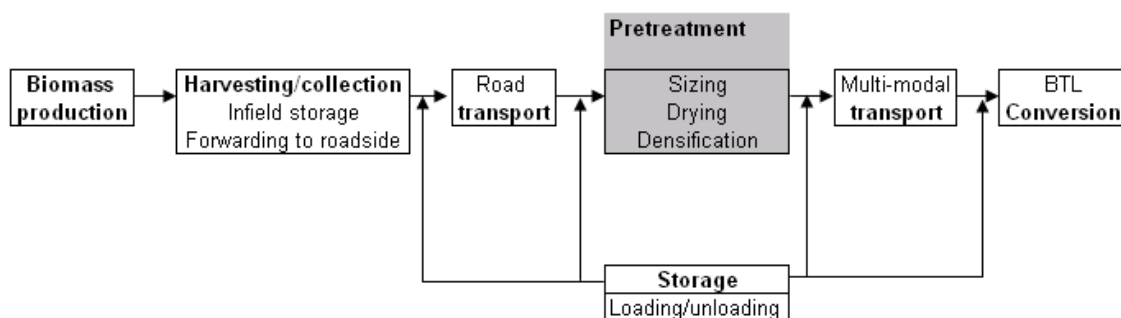 Pretreatment
Biomass
production
Harvesting/collection
Infield storage
Forwarding to roadside
Road
transport
Sizing
Drying
Densification
Multi-modal
transport
BTL
Conversion
Storage
Loading/unloading